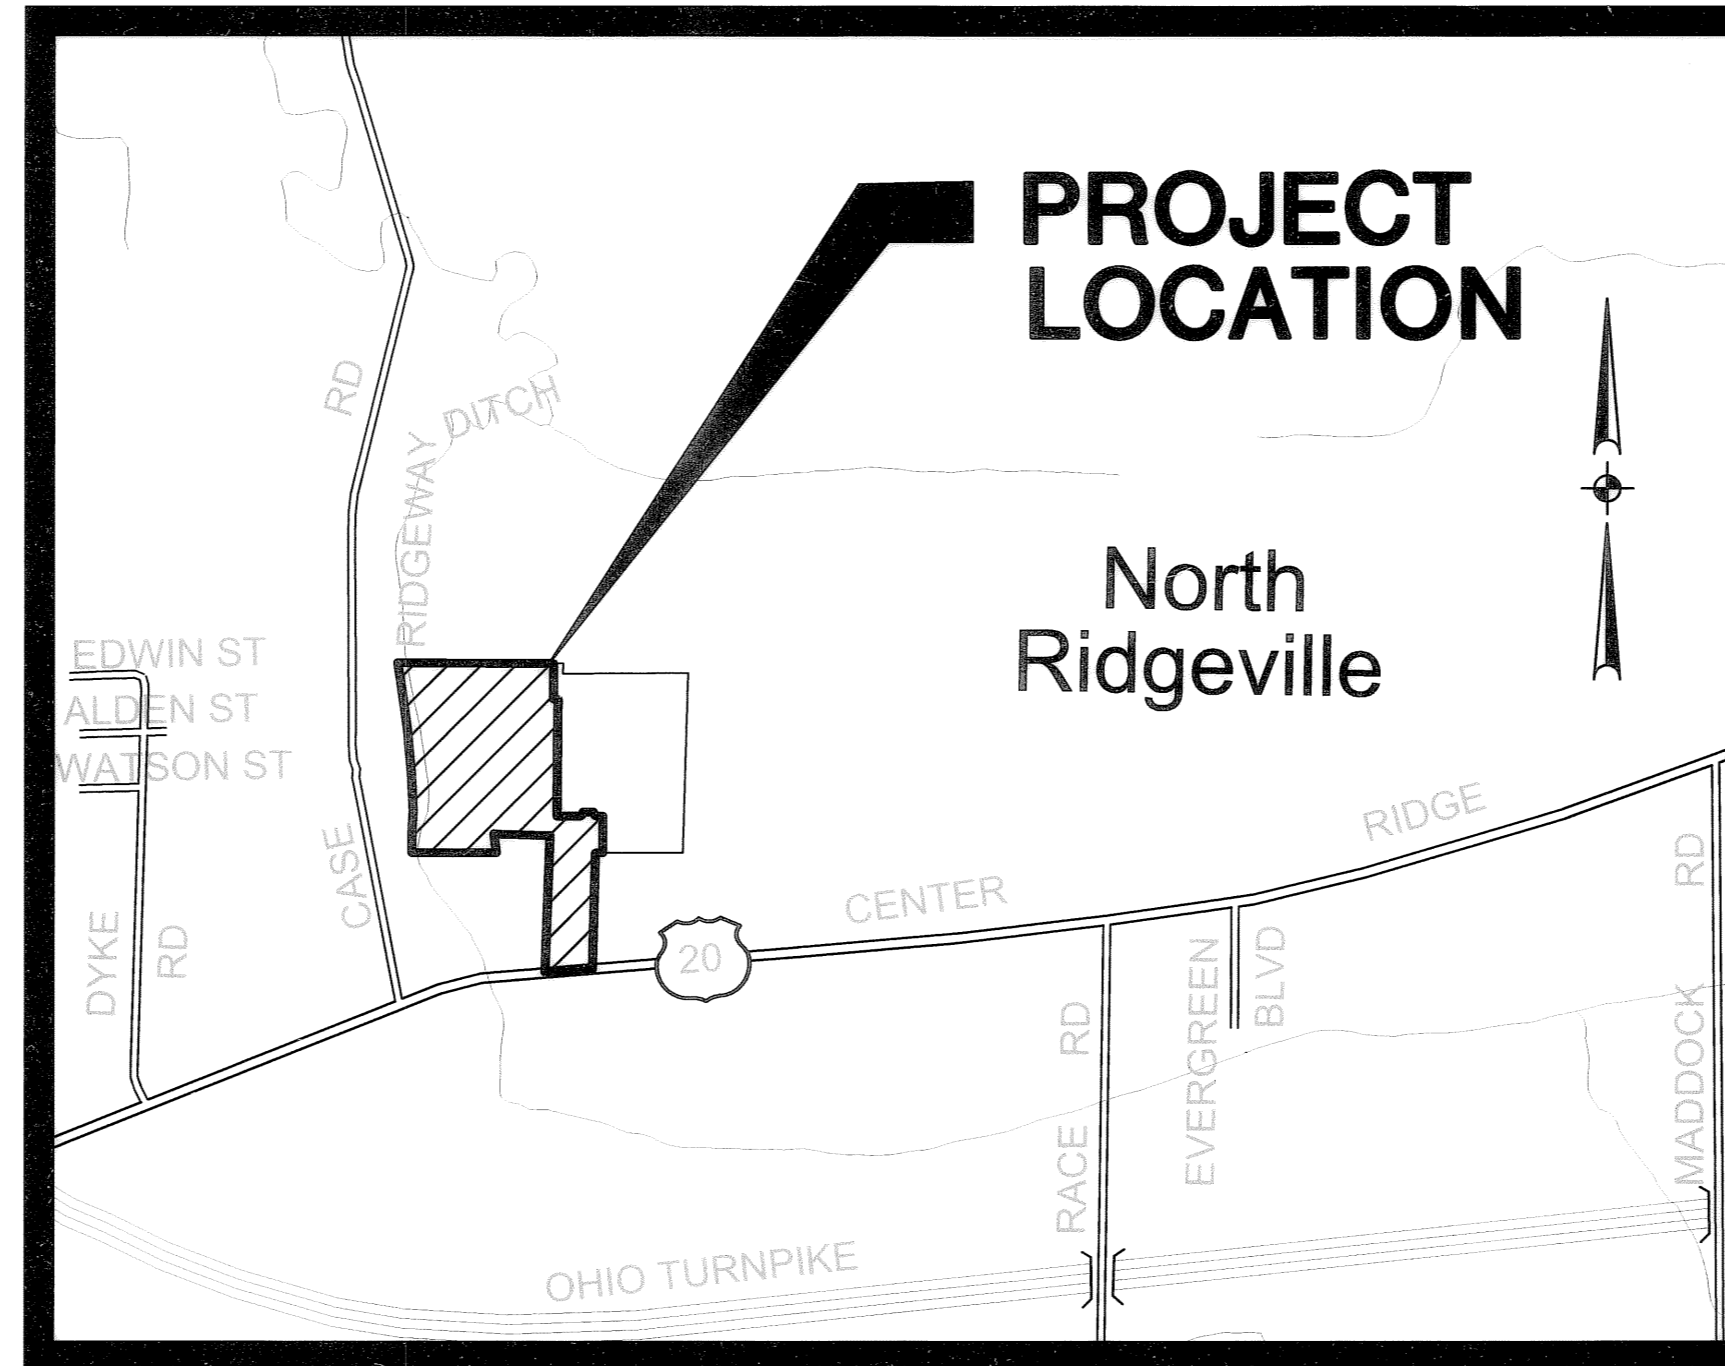 PROJECT
LOCATION
RD
RIDGEWAY DITCH
North
Ridgeville
EDWIN ST
ALDEN ST
WATSON ST
CASE
DYKE
RD
CENTER
RIDGE
20
RD
RACE
EVERGREEN
BLVD
RD
MADDOCK
OHIO TURNPIKE